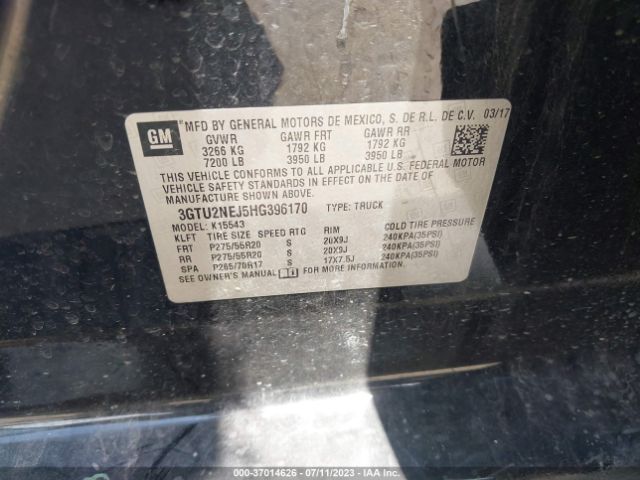 GM
MFD BY GENERAL MOTORS DE MEXICO, S. DE R.L. DE C.V. 03/17
GVWR GAWR FRT GAWR RR
3266 KG 1792 KG 1792 KG
7200 LB 3950 LB 3950 LB
THIS VEHICLE CONFORMS TO ALL APPLICABLE U.S. FEDERAL MOTOR
VEHICLE SAFETY STANDARDS IN EFFECT ON THE DATE OF
MANUFACTURE SHOWN ABOVE.
3GTU2NEJ5HG396170 TYPE: TRUCK
MODEL: K15543
KLFT TIRE SIZE SPEED RTG RIM COLD TIRE PRESSURE
FRT P275/55R20 S 20X9J 240KPA(35PSI)
RR P275/55R20 S 20X9J 240KPA(35PSI)
SPA P265/70R17 S 17X7.5J 240KPA(35PSI)
SEE OWNER'S MANUAL FOR MORE INFORMATION.
000-37014626 - 07/11/2023 - IAA Inc.